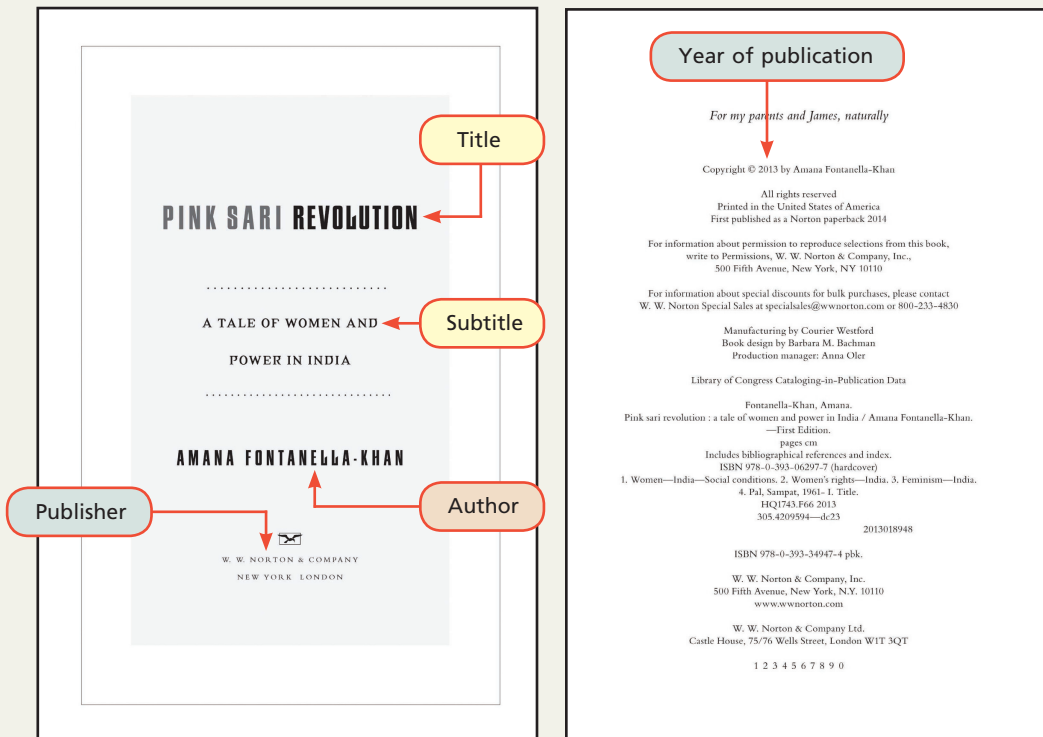 Title
PINK SARI REVOLUTION
A TALE OF WOMEN AND
Subtitle
POWER IN INDIA
AMANA FONTANELLA-KHAN
Author
Publisher
W. W. NORTON & COMPANY
NEW YORK LONDON
Year of publication
For my parents and James, naturally
Copyright © 2013 by Amana Fontanella-Khan
All rights reserved
Printed in the United States of America
First published as a Norton paperback 2014
For information about permission to reproduce selections from this book,
write to Permissions, W. W. Norton & Company, Inc.,
500 Fifth Avenue, New York, NY 10110
For information about special discounts for bulk purchases, please contact
W. W. Norton Special Sales at specialsales@wwnorton.com or 800-233-4830
Manufacturing by Courier Westford
Book design by Barbara M. Bachman
Production manager: Anna Oler
Library of Congress Cataloging-in-Publication Data
Fontanella-Khan, Amana.
Pink sari revolution : a tale of women and power in India / Amana Fontanella-Khan.
—First Edition.
pages cm
Includes bibliographical references and index.
ISBN 978-0-393-06297-7 (hardcover)
1. Women—India—Social conditions. 2. Women's rights—India. 3. Feminism—India.
4. Pal, Sampat, 1961- I. Title.
HQ1743.F66 2013
305.4209594—dc23
2013018948
ISBN 978-0-393-34947-4 pbk.
W. W. Norton & Company, Inc.
500 Fifth Avenue, New York, N.Y. 10110
www.wwnorton.com
W. W. Norton & Company Ltd.
Castle House, 75/76 Wells Street, London W1T 3QT
1 2 3 4 5 6 7 8 9 0